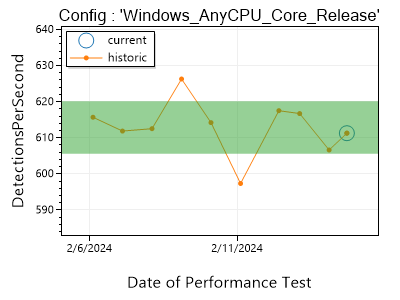 Config : 'Windows_AnyCPU_Core_Release'
current
historic
DetectionsPerSecond
640
630
620
610
600
590
2/6/2024
2/11/2024
Date of Performance Test